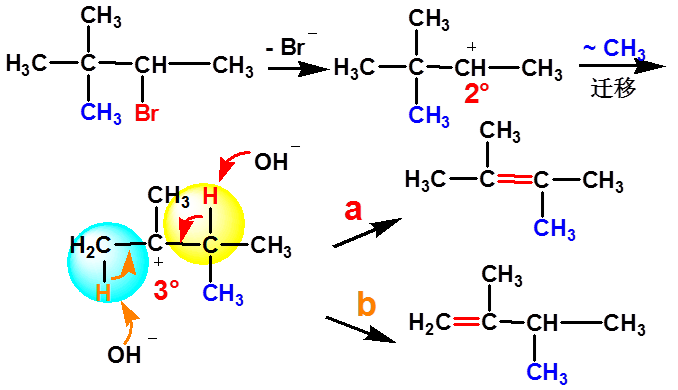 CH₃
H₃C C CH CH₃
CH₃ Br
- Br⁻
CH₃ +
H₃C C CH CH₃
CH₃ 2°
~ CH₃
迁移
OH⁻
CH₃ H
H₂C C C CH₃
+
H 3° CH₃
OH⁻
a
CH₃
H₃C C C CH₃
CH₃
b
CH₃
H₂C C CH CH₃
CH₃